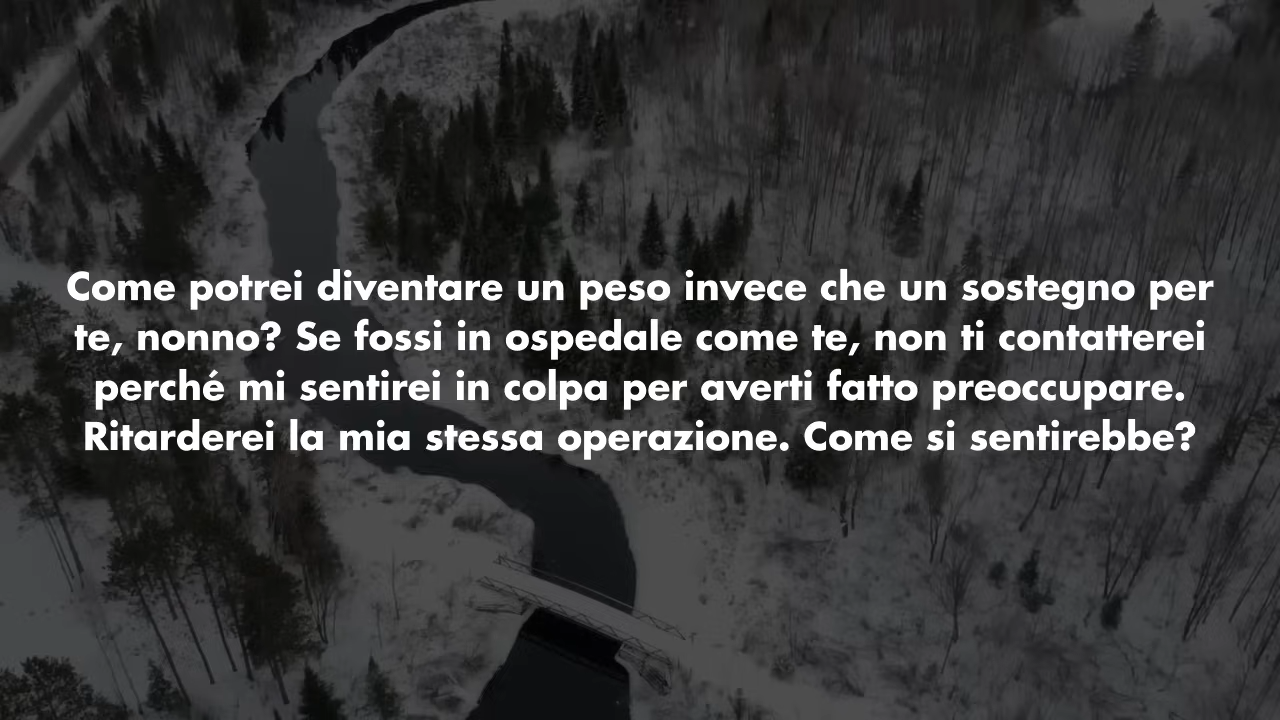 Come potrei diventare un peso invece che un sostegno per
te, nonno? Se fossi in ospedale come te, non ti contatterei
perché mi sentirei in colpa per averti fatto preoccupare.
Ritarderei la mia stessa operazione. Come si sentirebbe?